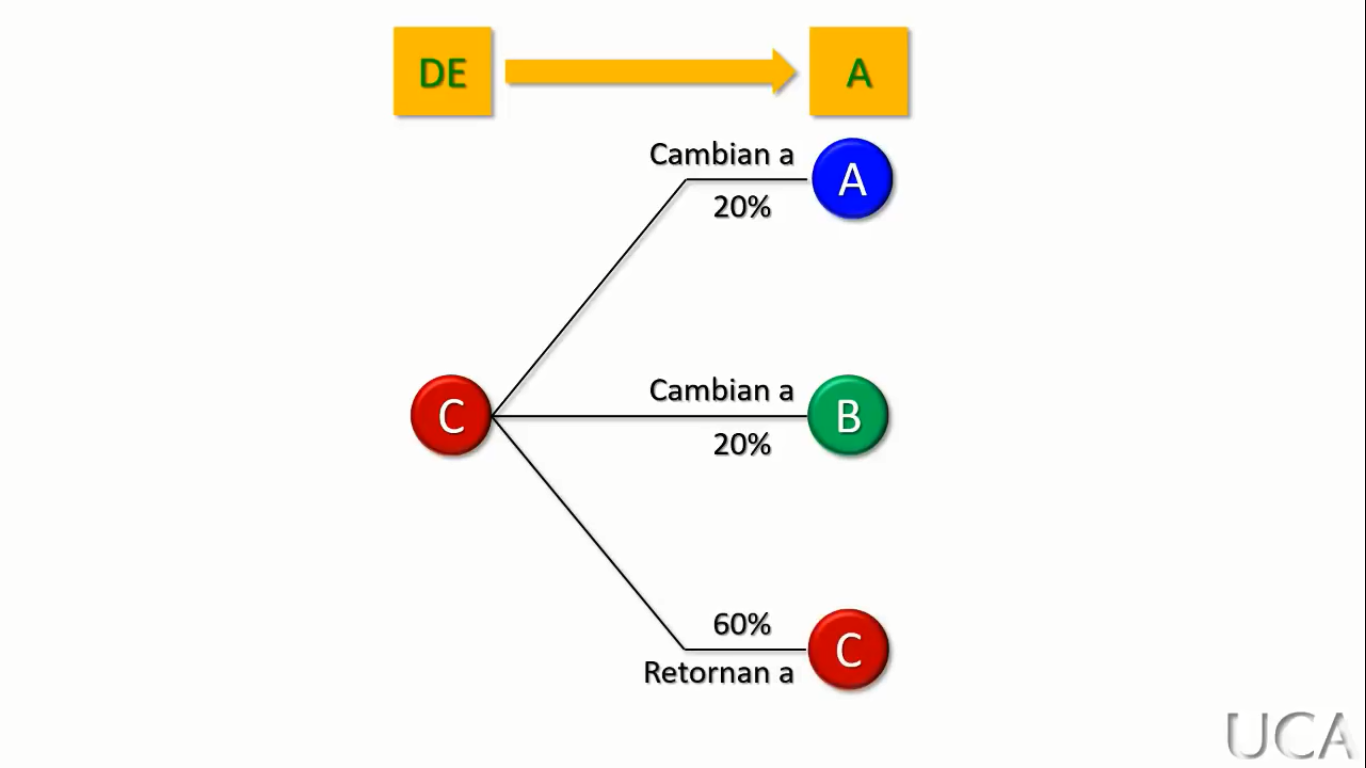 DE
A
Cambian a
A
20%
Cambian a
C
B
20%
60%
C
Retornan a
UCA